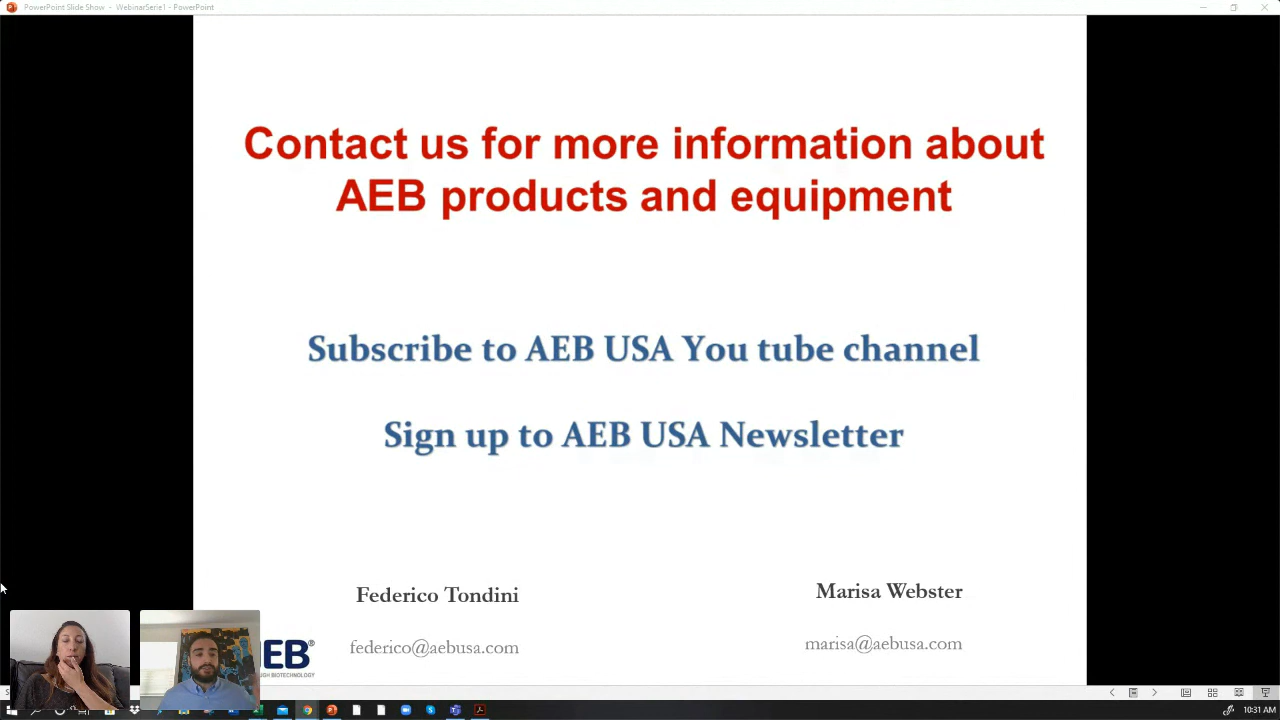 PowerPoint Slide Show - WebinarSerie1 - PowerPoint
Contact us for more information about
AEB products and equipment
Subscribe to AEB USA You tube channel
Sign up to AEB USA Newsletter
Federico Tondini
Marisa Webster
federico@aebusa.com
marisa@aebusa.com
EB®
UGH BIOTECHNOLOGY
10:31 AM